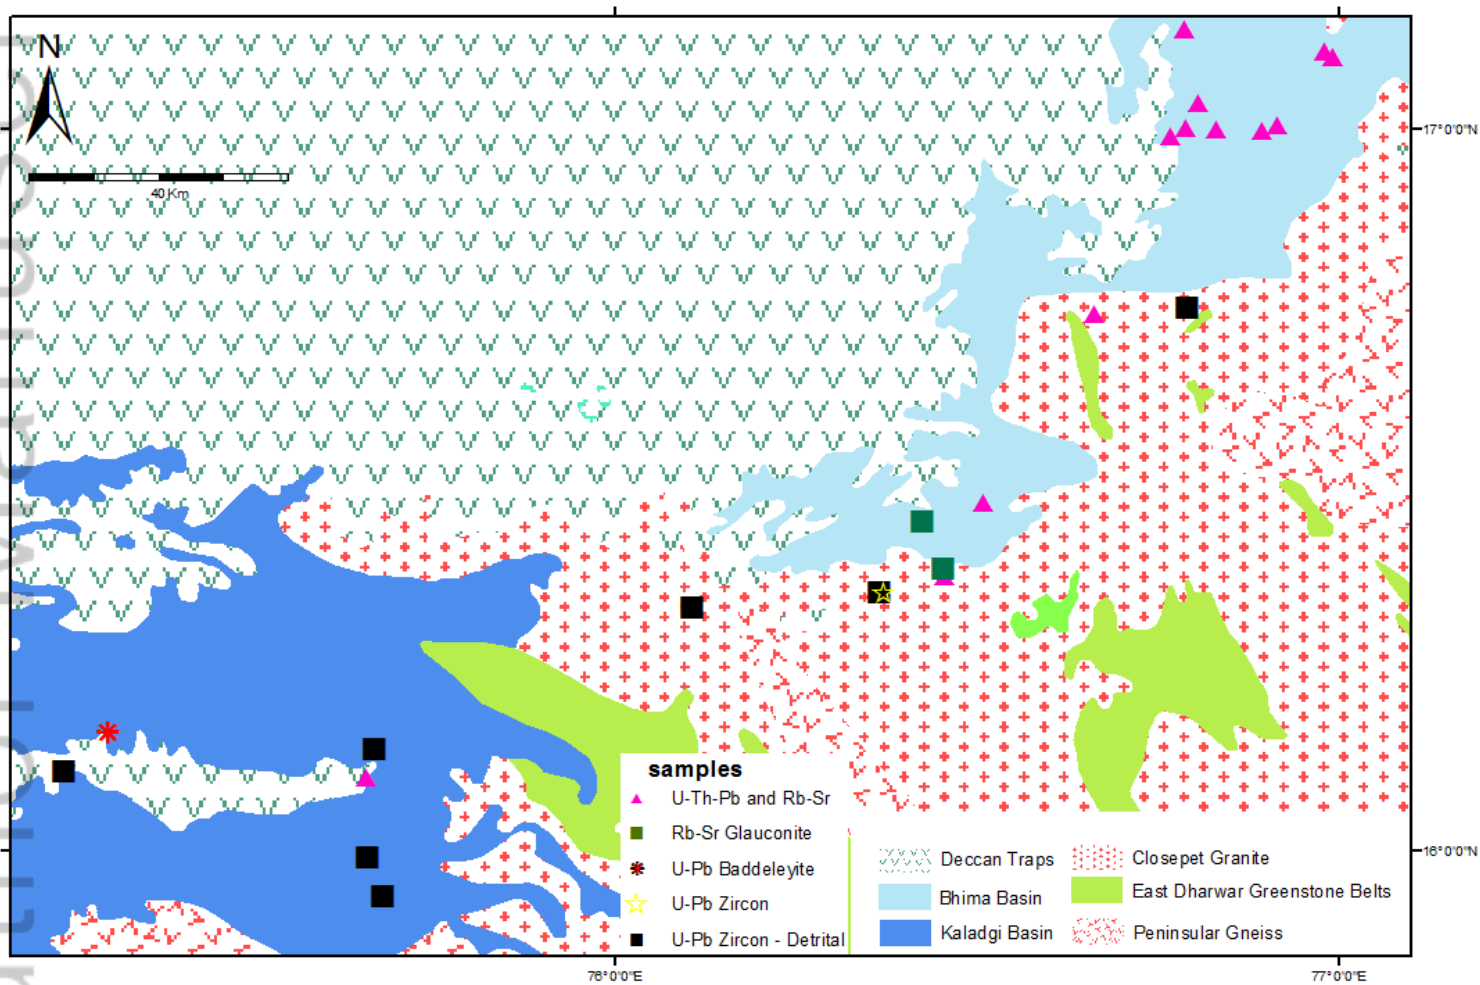 N
40 Km
17°0'0"N
samples
U-Th-Pb and Rb-Sr
Rb-Sr Glauconite
U-Pb Baddeleyite
U-Pb Zircon
U-Pb Zircon - Detrital
Deccan Traps
Bhima Basin
Kaladgi Basin
Closepet Granite
East Dharwar Greenstone Belts
Peninsular Gneiss
16°0'0"N
76°0'0"E
77°0'0"E